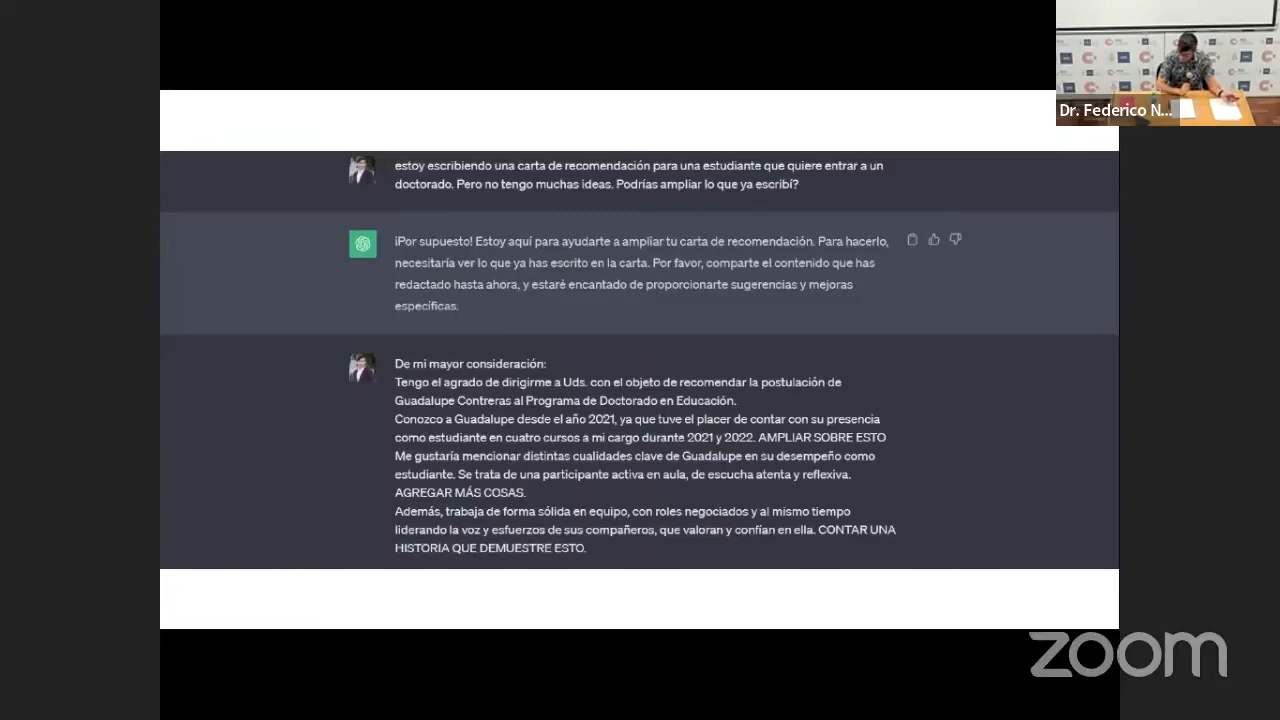 Dr. Federico N...
estoy escribiendo una carta de recomendación para una estudiante que quiere entrar a un
doctorado. Pero no tengo muchas ideas. Podrías ampliar lo que ya escribí?
¡Por supuesto! Estoy aquí para ayudarte a ampliar tu carta de recomendación. Para hacerlo,
necesitaría ver lo que ya has escrito en la carta. Por favor, comparte el contenido que has
redactado hasta ahora, y estaré encantado de proporcionarte sugerencias y mejoras
específicas.
De mi mayor consideración:
Tengo el agrado de dirigirme a Uds. con el objeto de recomendar la postulación de
Guadalupe Contreras al Programa de Doctorado en Educación.
Conozco a Guadalupe desde el año 2021, ya que tuve el placer de contar con su presencia
como estudiante en cuatro cursos a mi cargo durante 2021 y 2022. AMPLIAR SOBRE ESTO
Me gustaría mencionar distintas cualidades clave de Guadalupe en su desempeño como
estudiante. Se trata de una participante activa en aula, de escucha atenta y reflexiva.
AGREGAR MÁS COSAS.
Además, trabaja de forma sólida en equipo, con roles negociados y al mismo tiempo
liderando la voz y esfuerzos de sus compañeros, que valoran y confían en ella. CONTAR UNA
HISTORIA QUE DEMUESTRE ESTO.
zoom